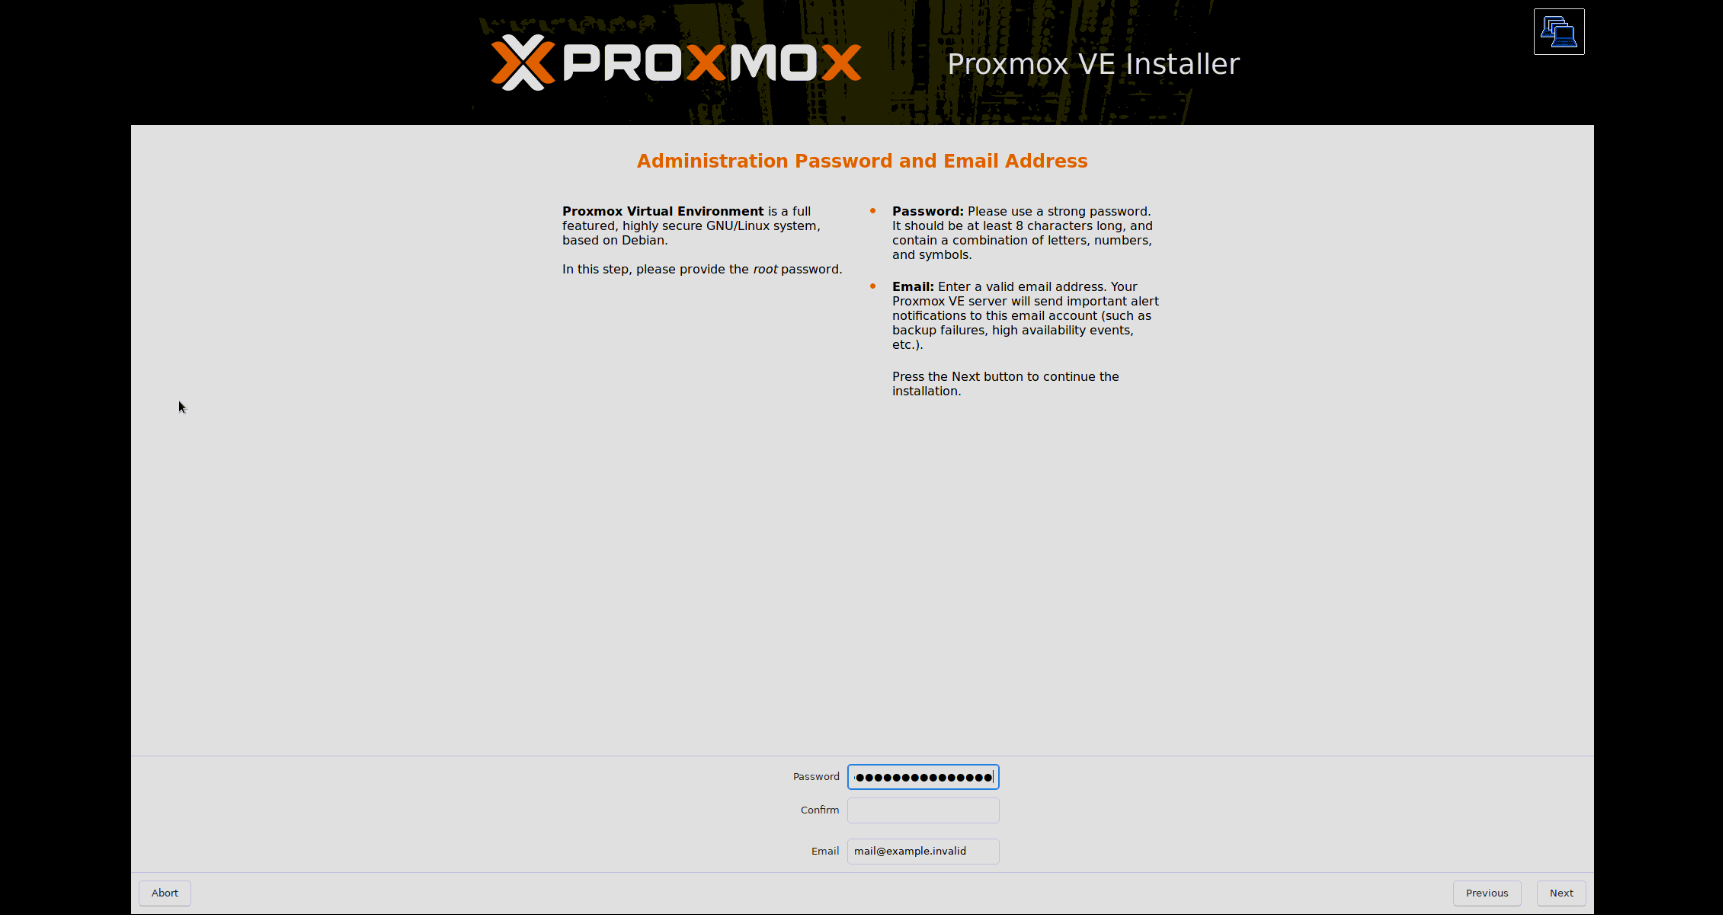 PROXMOX
Proxmox VE Installer
Administration Password and Email Address
Proxmox Virtual Environment is a full
featured, highly secure GNU/Linux system,
based on Debian.
In this step, please provide the root password.
Password: Please use a strong password.
It should be at least 8 characters long, and
contain a combination of letters, numbers,
and symbols.
Email: Enter a valid email address. Your
Proxmox VE server will send important alert
notifications to this email account (such as
backup failures, high availability events,
etc.).
Press the Next button to continue the
installation.
Password
Confirm
Email mail@example.invalid
Abort Previous Next